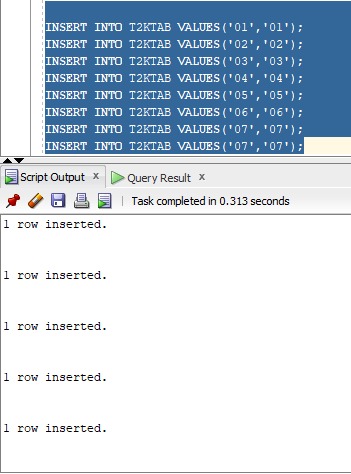 INSERT INTO T2KTAB VALUES('01','01');
INSERT INTO T2KTAB VALUES('02','02');
INSERT INTO T2KTAB VALUES('03','03');
INSERT INTO T2KTAB VALUES('04','04');
INSERT INTO T2KTAB VALUES('05','05');
INSERT INTO T2KTAB VALUES('06','06');
INSERT INTO T2KTAB VALUES('07','07');
INSERT INTO T2KTAB VALUES('07','07');
Script Output x Query Result x
Task completed in 0.313 seconds
1 row inserted.
1 row inserted.
1 row inserted.
1 row inserted.
1 row inserted.